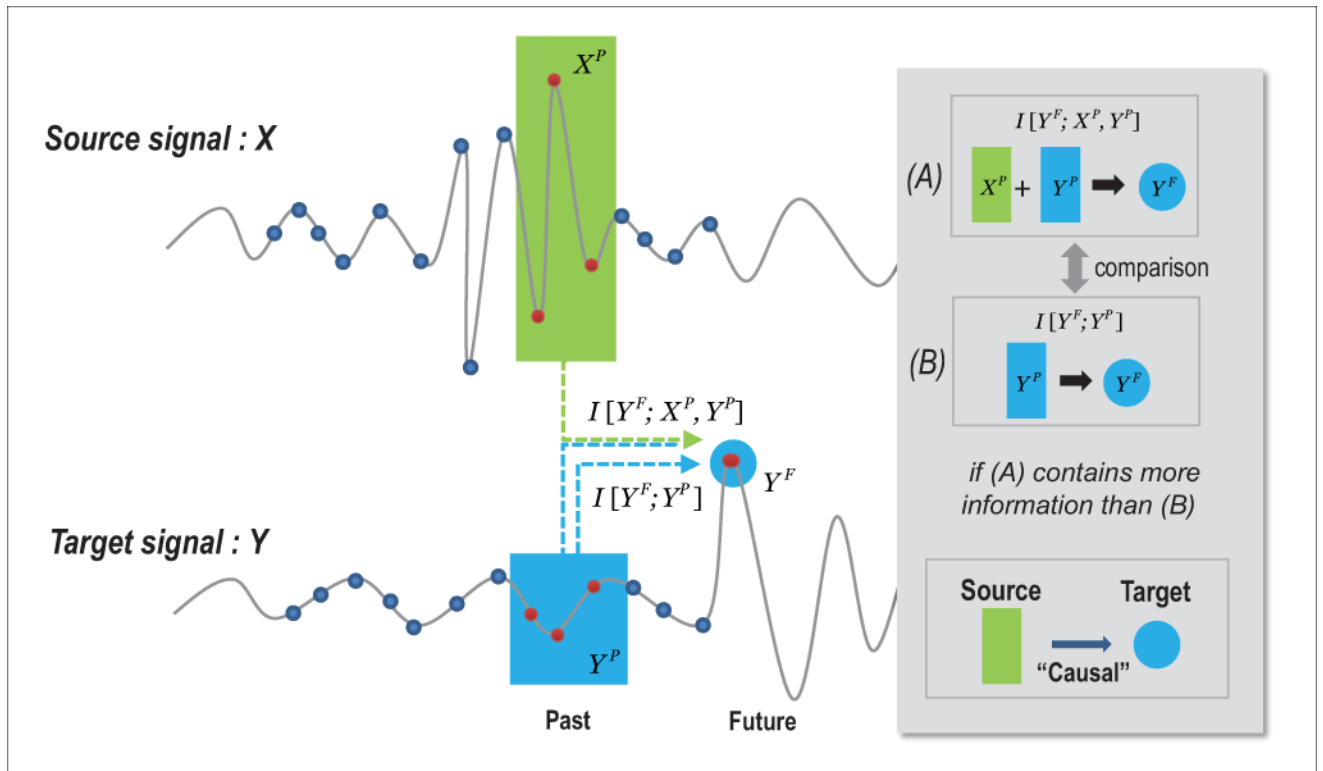 Source signal : X
X^P
I [Y^F; X^P, Y^P]
I [Y^F; Y^P]
Y^F
Target signal : Y
Y^P
Past
Future
(A)
I [Y^F; X^P, Y^P]
X^P + Y^P Y^F
comparison
(B)
I [Y^F; Y^P]
Y^P Y^F
if (A) contains more
information than (B)
Source Target
“Causal”